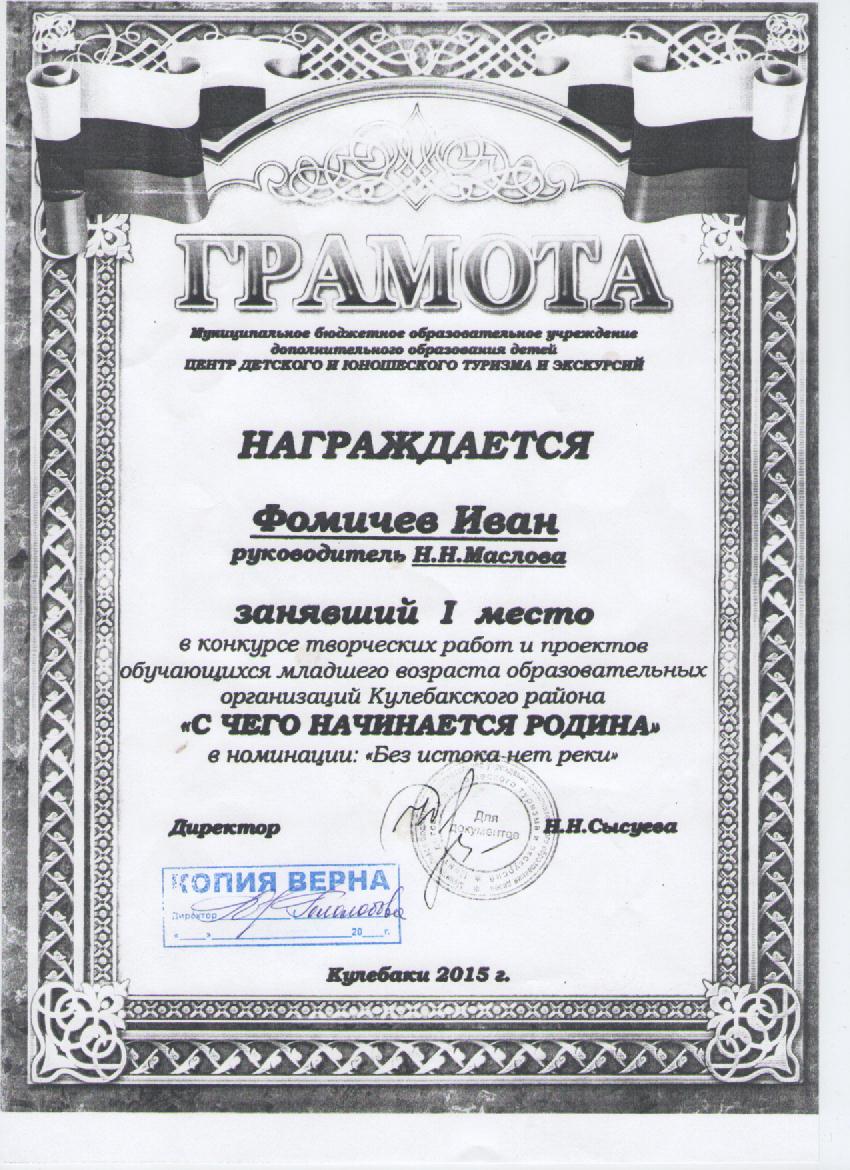 ГРАМОТА
Муниципальное бюджетное образовательное учреждение
дополнительного образования детей
ЦЕНТР ДЕТСКОГО И ЮНОШЕСКОГО ТУРИЗМА И ЭКСКУРСИЙ
НАГРАЖДАЕТСЯ
Фомичев Иван
руководитель Н.Н.Маслова
занявший I место
в конкурсе творческих работ и проектов
обучающихся младшего возраста образовательных
организаций Кулебакского района
«С ЧЕГО НАЧИНАЕТСЯ РОДИНА»
в номинации: «Без истока нет реки»
Для
документов
Директор Н.Н.Сысуева
КОПИЯ ВЕРНА
Директор
«____»____________________20____г.
Кулебаки 2015 г.